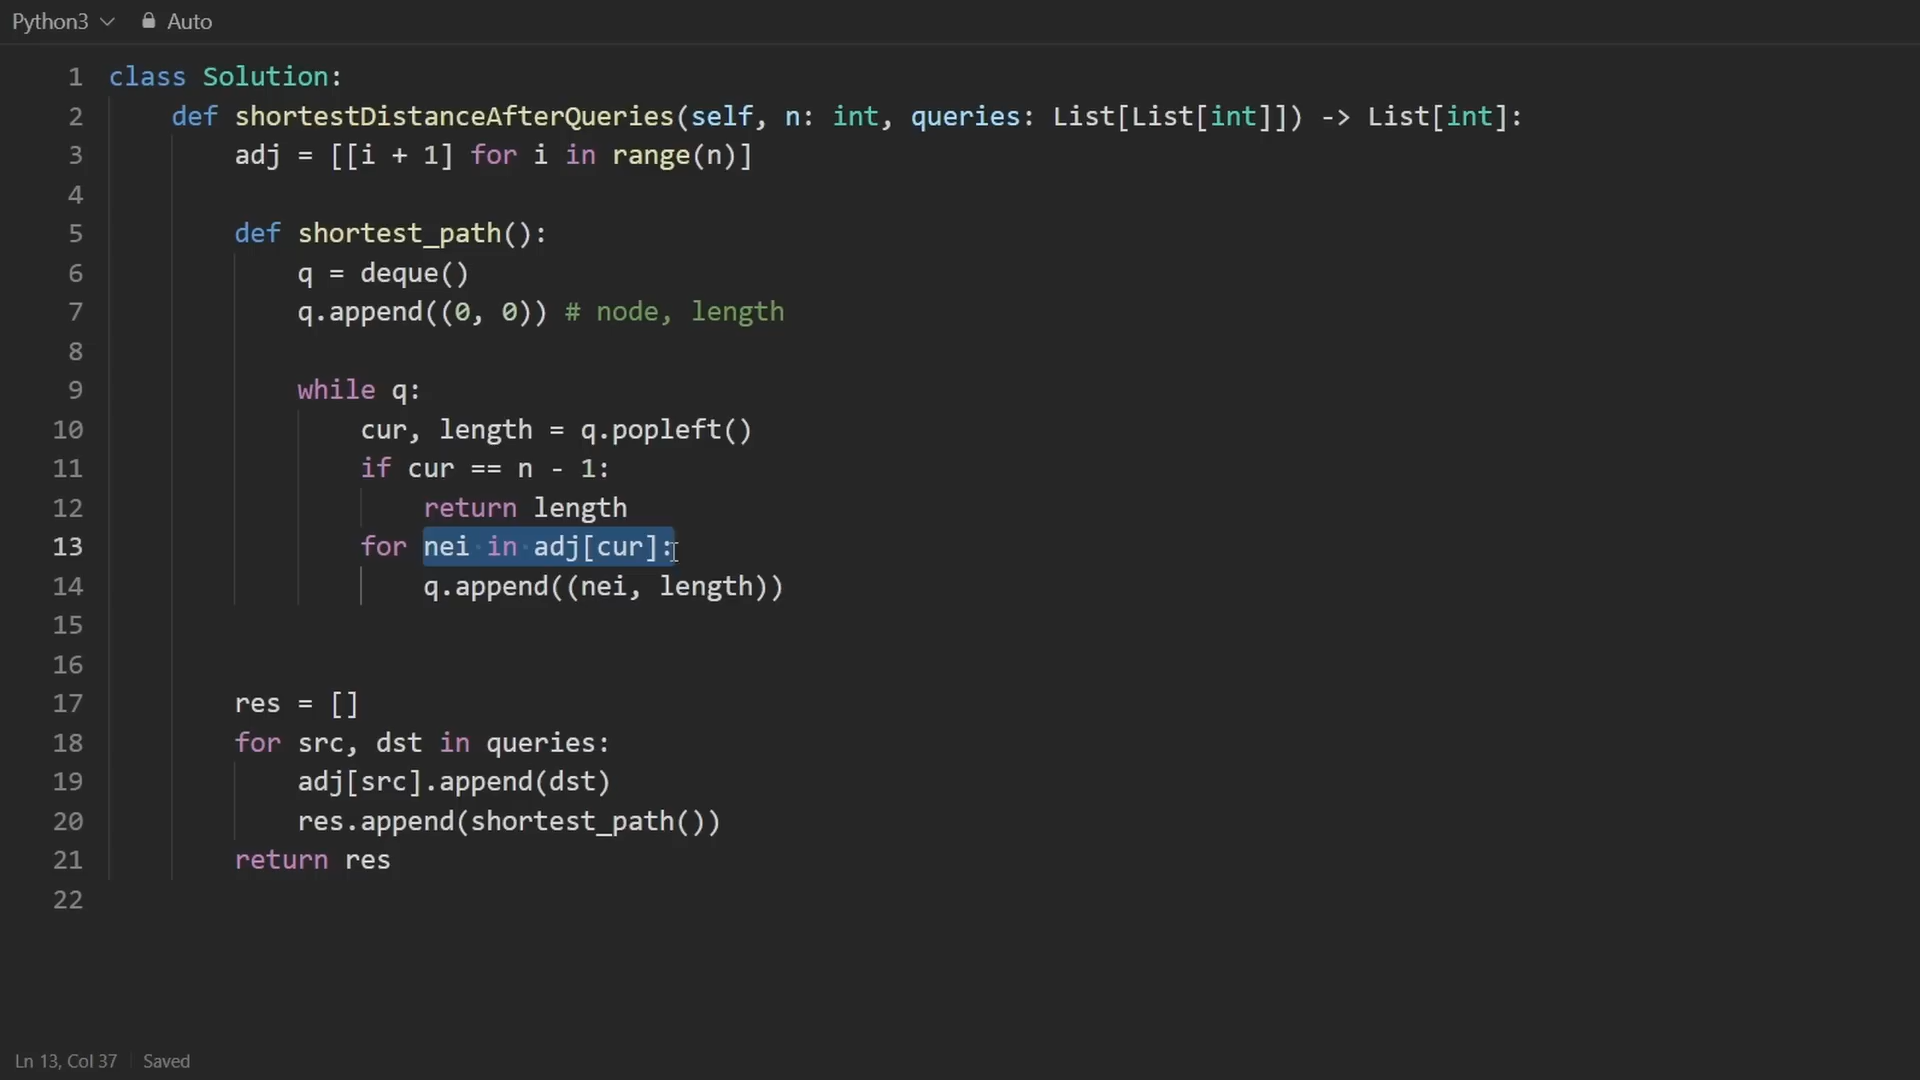 Python3 Auto
1 class Solution:
2     def shortestDistanceAfterQueries(self, n: int, queries: List[List[int]]) -> List[int]:
3         adj = [[i + 1] for i in range(n)]
4
5         def shortest_path():
6             q = deque()
7             q.append((0, 0)) # node, length
8
9             while q:
10                 cur, length = q.popleft()
11                 if cur == n - 1:
12                     return length
13                 for nei in adj[cur]:
14                     q.append((nei, length))
15
16
17         res = []
18         for src, dst in queries:
19             adj[src].append(dst)
20             res.append(shortest_path())
21         return res
22
Ln 13, Col 37 Saved